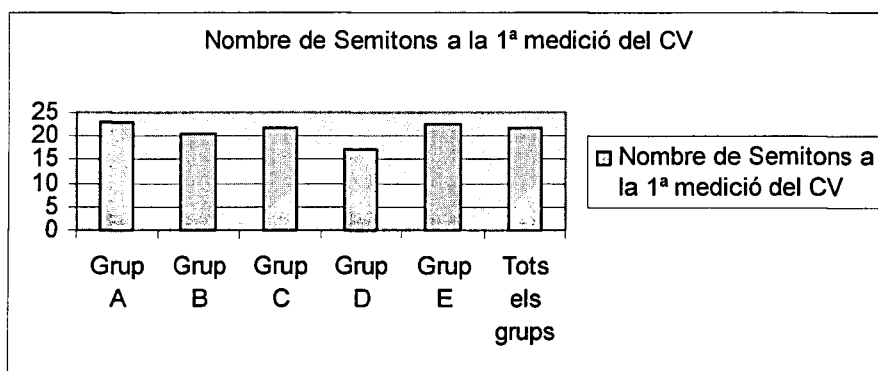 Nombre de Semitons a la 1ª medició del CV
25
20
15
10
5
0
Grup A
Grup B
Grup C
Grup D
Grup E
Tots els grups
Nombre de Semitons a
la 1ª medició del CV